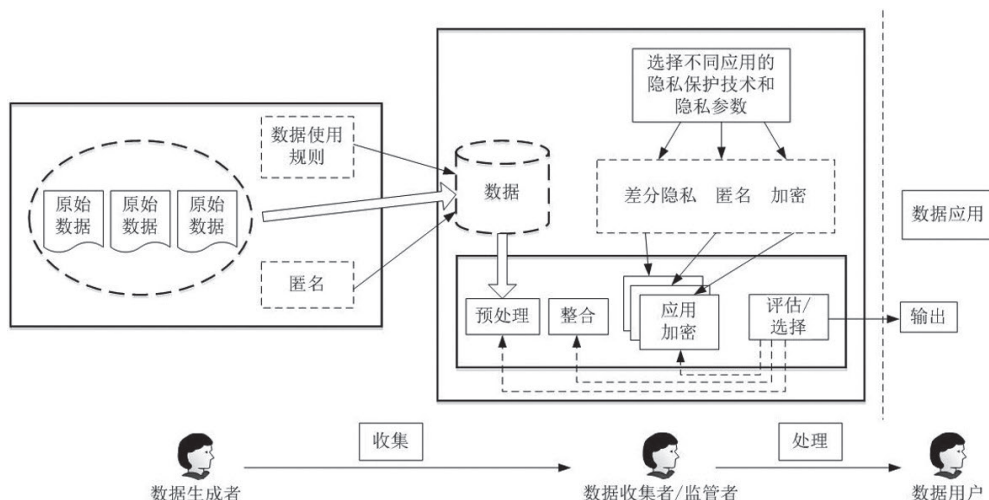 选择不同应用的
隐私保护技术和
隐私参数
数据使用
规则
原始
数据
原始
数据
原始
数据
匿名
数据
差分隐私 匿名 加密
数据应用
预处理
整合
应用
加密
评估/
选择
输出
收集
处理
数据生成者
数据收集者/监管者
数据用户